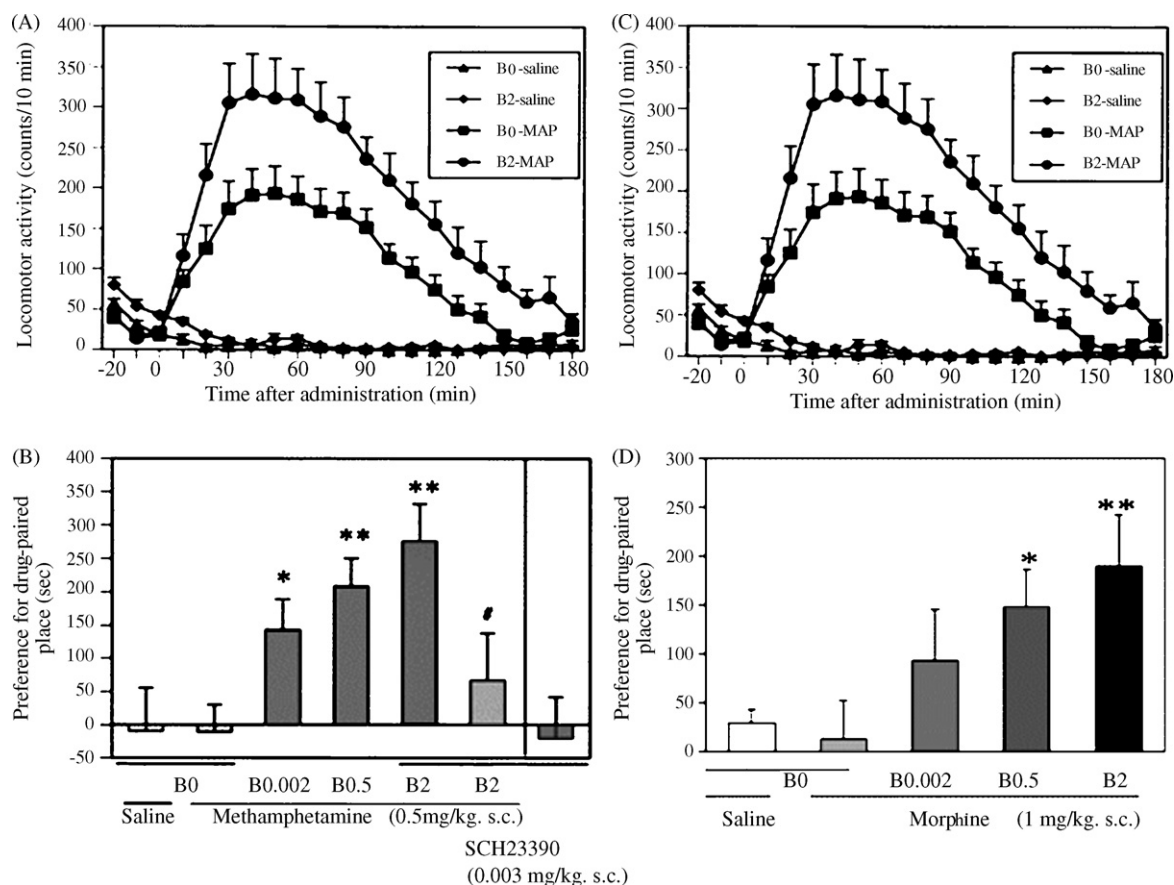 (A)
Locomotor activity (counts/10 min)
400
350
300
250
200
150
100
50
0
-20 0 30 60 90 120 150 180
Time after administration (min)
B0-saline
B2-saline
B0-MAP
B2-MAP
(C)
Locomotor activity (counts/10 min)
400
350
300
250
200
150
100
50
0
-20 0 30 60 90 120 150 180
Time after administration (min)
B0-saline
B2-saline
B0-MAP
B2-MAP
(B)
Preference for drug-paired
place (sec)
400
350
300
250
200
150
100
50
0
-50
* ** ** #
B0 B0.002 B0.5 B2 B2
Saline Methamphetamine (0.5mg/kg. s.c.)
SCH23390
(0.003 mg/kg. s.c.)
(D)
Preference for drug-paired
place (sec)
300
250
200
150
100
50
0
* **
B0 B0.002 B0.5 B2
Saline Morphine (1 mg/kg. s.c.)